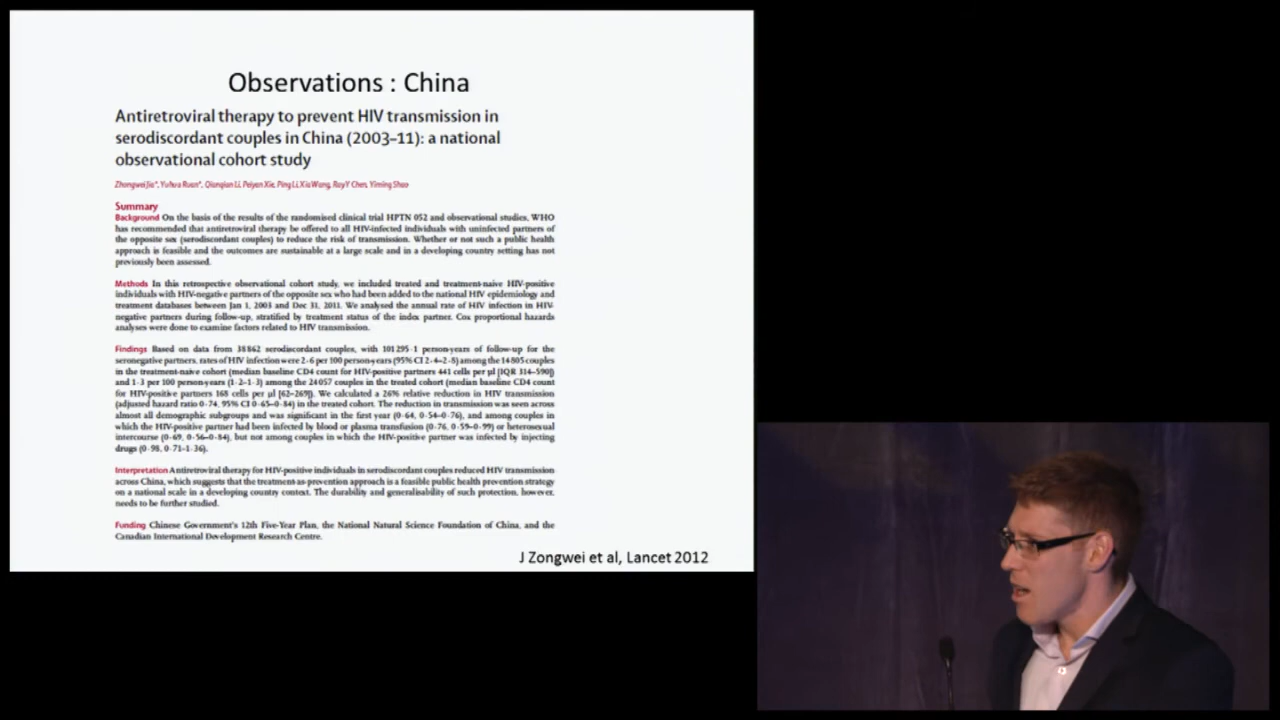 Observations : China
Antiretroviral therapy to prevent HIV transmission in
serodiscordant couples in China (2003–11): a national
observational cohort study
Zhongwei Jia*, Yuhua Ruan*, Qianqian Li, Peiyan Xie, Ping Li, Xia Wang, Ray Y Chen, Yiming Shao
Summary
Background On the basis of the results of the randomised clinical trial HPTN 052 and observational studies, WHO
has recommended that antiretroviral therapy be offered to all HIV-infected individuals with uninfected partners of
the opposite sex (serodiscordant couples) to reduce the risk of transmission. Whether or not such a public health
approach is feasible and the outcomes are sustainable at a large scale and in a developing country setting has not
previously been assessed.
Methods In this retrospective observational cohort study, we included treated and treatment-naive HIV-positive
individuals with HIV-negative partners of the opposite sex who had been added to the national HIV epidemiology and
treatment databases between Jan 1, 2003 and Dec 31, 2011. We analysed the annual rate of HIV infection in HIV-
negative partners during follow-up, stratified by treatment status of the index partner. Cox proportional hazards
analyses were done to examine factors related to HIV transmission.
Findings Based on data from 38 862 serodiscordant couples, with 101 295·1 person-years of follow-up for the
seronegative partners, rates of HIV infection were 2·6 per 100 person-years (95% CI 2·4–2·8) among the 14 805 couples
in the treatment-naive cohort (median baseline CD4 count for HIV-positive partners 441 cells per μl [IQR 314–590])
and 1·3 per 100 person-years (1·2–1·3) among the 24 057 couples in the treated cohort (median baseline CD4 count
for HIV-positive partners 168 cells per μl [62–269]). We calculated a 26% relative reduction in HIV transmission
(adjusted hazard ratio 0·74, 95% CI 0·65–0·84) in the treated cohort. The reduction in transmission was seen across
almost all demographic subgroups and was significant in the first year (0·64, 0·54–0·76), and among couples in
which the HIV-positive partner had been infected by blood or plasma transfusion (0·76, 0·59–0·99) or heterosexual
intercourse (0·69, 0·56–0·84), but not among couples in which the HIV-positive partner was infected by injecting
drugs (0·98, 0·71–1·36).
Interpretation Antiretroviral therapy for HIV-positive individuals in serodiscordant couples reduced HIV transmission
across China, which suggests that the treatment-as-prevention approach is a feasible public health prevention strategy
on a national scale in a developing country context. The durability and generalisability of such protection, however,
needs to be further studied.
Funding Chinese Government's 12th Five-Year Plan, the National Natural Science Foundation of China, and the
Canadian International Development Research Centre.
J Zongwei et al, Lancet 2012